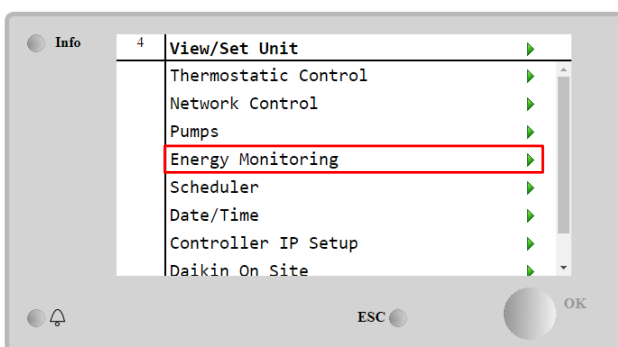 Info
4 View/Set Unit
Thermostatic Control
Network Control
Pumps
Energy Monitoring
Scheduler
Date/Time
Controller IP Setup
Daikin On Site
ESC
OK